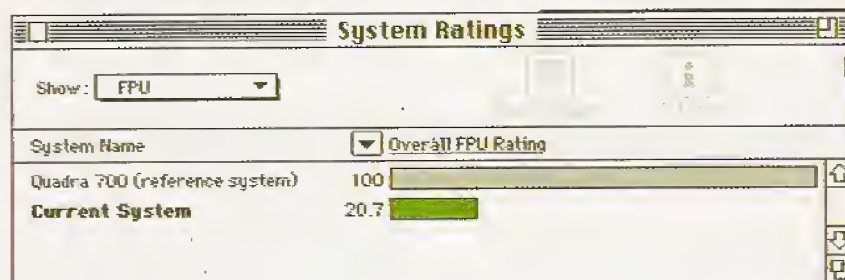 System Ratings
Show: FPU
System Name Overall FPU Rating
Quadra 700 (reference system) 100
Current System 20.7